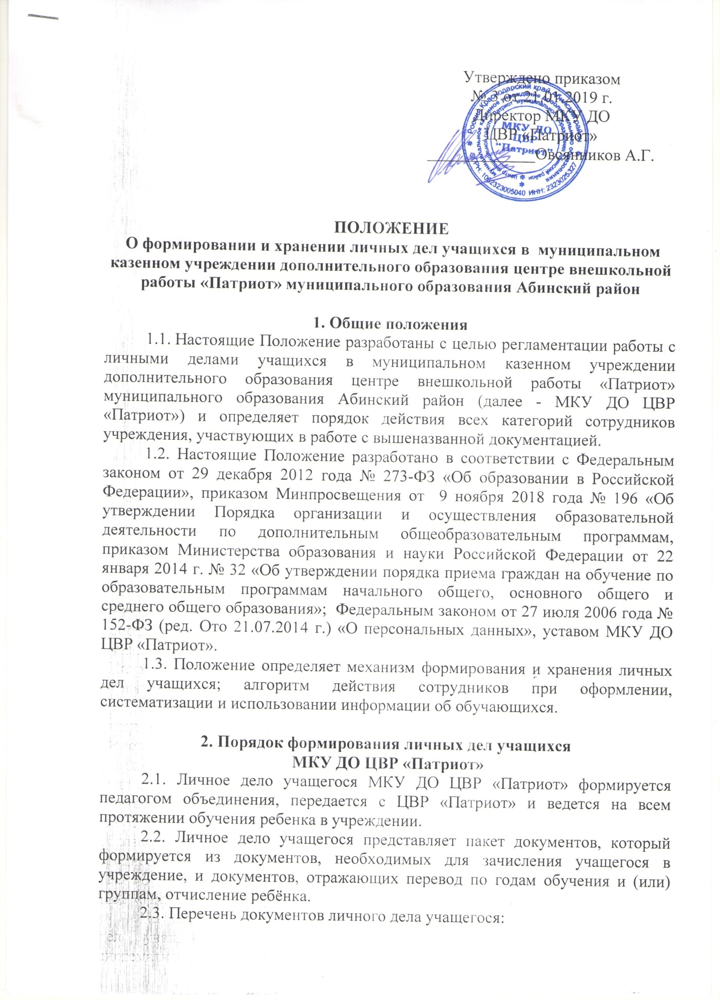 Утверждено приказом
№ 3 от 21.01.2019 г.
Директор МКУ ДО
ЦВР «Патриот»
_____________Овсянников А.Г.
МКУ ДО
ЦВР
“Патриот”
Россия Краснодарский край Абинский район
ИНН: 2323025327
1062323005040
ПОЛОЖЕНИЕ
О формировании и хранении личных дел учащихся в муниципальном
казенном учреждении дополнительного образования центре внешкольной
работы «Патриот» муниципального образования Абинский район
1. Общие положения
1.1. Настоящие Положение разработаны с целью регламентации работы с
личными делами учащихся в муниципальном казенном учреждении
дополнительного образования центре внешкольной работы «Патриот»
муниципального образования Абинский район (далее - МКУ ДО ЦВР
«Патриот») и определяет порядок действия всех категорий сотрудников
учреждения, участвующих в работе с вышеназванной документацией.
1.2. Настоящие Положение разработано в соответствии с Федеральным
законом от 29 декабря 2012 года № 273-ФЗ «Об образовании в Российской
Федерации», приказом Минпросвещения от 9 ноября 2018 года № 196 «Об
утверждении Порядка организации и осуществления образовательной
деятельности по дополнительным общеобразовательным программам,
приказом Министерства образования и науки Российской Федерации от 22
января 2014 г. № 32 «Об утверждении порядка приема граждан на обучение по
образовательным программам начального общего, основного общего и
среднего общего образования»; Федеральным законом от 27 июля 2006 года №
152-ФЗ (ред. Ото 21.07.2014 г.) «О персональных данных», уставом МКУ ДО
ЦВР «Патриот».
1.3. Положение определяет механизм формирования и хранения личных
дел учащихся; алгоритм действия сотрудников при оформлении,
систематизации и использовании информации об обучающихся.
2. Порядок формирования личных дел учащихся
МКУ ДО ЦВР «Патриот»
2.1. Личное дело учащегося МКУ ДО ЦВР «Патриот» формируется
педагогом объединения, передается с ЦВР «Патриот» и ведется на всем
протяжении обучения ребенка в учреждении.
2.2. Личное дело учащегося представляет пакет документов, который
формируется из документов, необходимых для зачисления учащегося в
учреждение, и документов, отражающих перевод по годам обучения и (или)
группам, отчисление ребёнка.
2.3. Перечень документов личного дела учащегося: